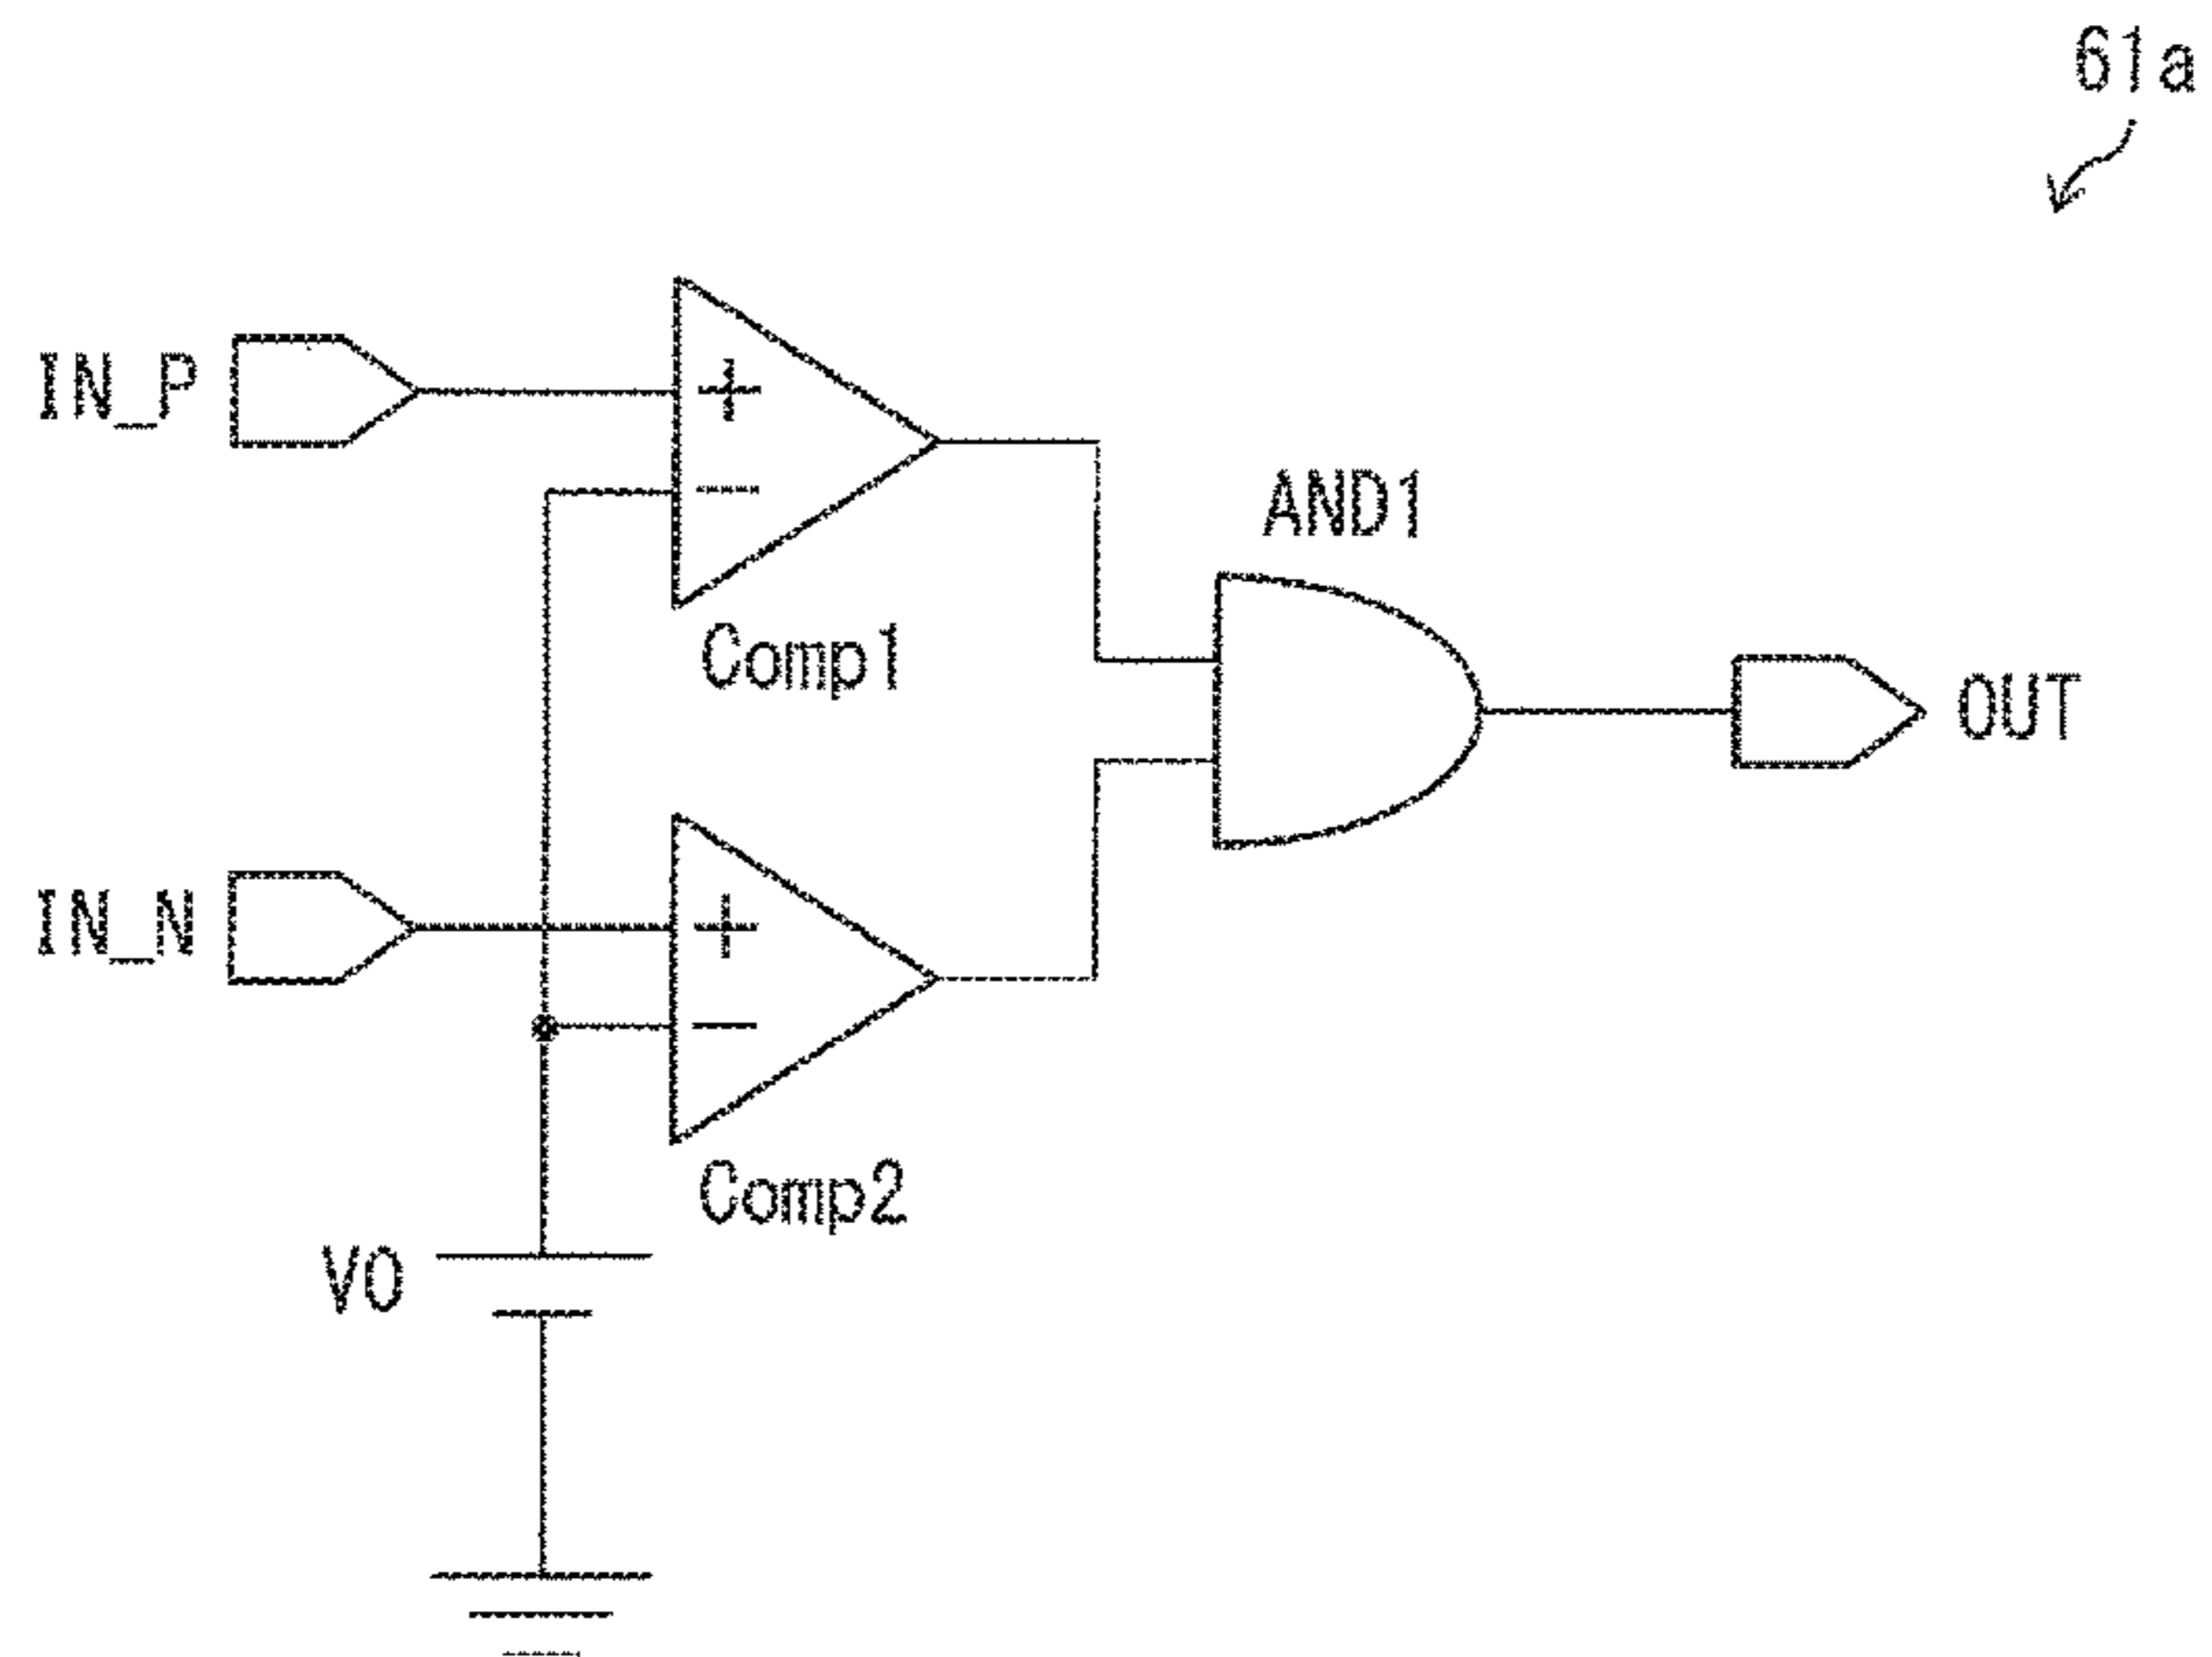 61a
IN_P
+
−
AND1
Comp1
OUT
IN_N
+
−
Comp2
V0